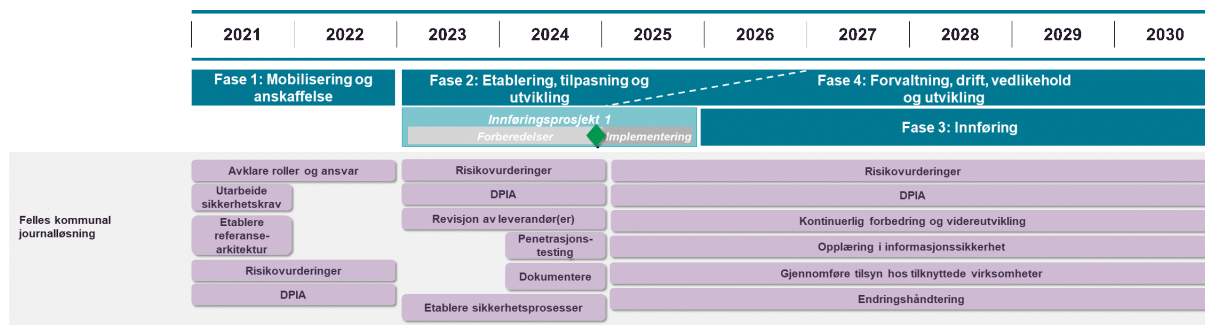 2021 2022 2023 2024 2025 2026 2027 2028 2029 2030
Fase 1: Mobilisering og
anskaffelse
Fase 2: Etablering, tilpasning og
utvikling
Fase 4: Forvaltning, drift, vedlikehold
og utvikling
Innføringsprosjekt 1
Forberedelser
Implementering
Fase 3: Innføring
Felles kommunal
journalløsning
Avklare roller og ansvar
Utarbeide
sikkerhetskrav
Etablere
referanse-
arkitektur
Risikovurderinger
DPIA
Risikovurderinger
DPIA
Revisjon av leverandør(er)
Penetrasjons-
testing
Dokumentere
Etablere sikkerhetsprosesser
Risikovurderinger
DPIA
Kontinuerlig forbedring og videreutvikling
Opplæring i informasjonssikkerhet
Gjennomføre tilsyn hos tilknyttede virksomheter
Endringshåndtering